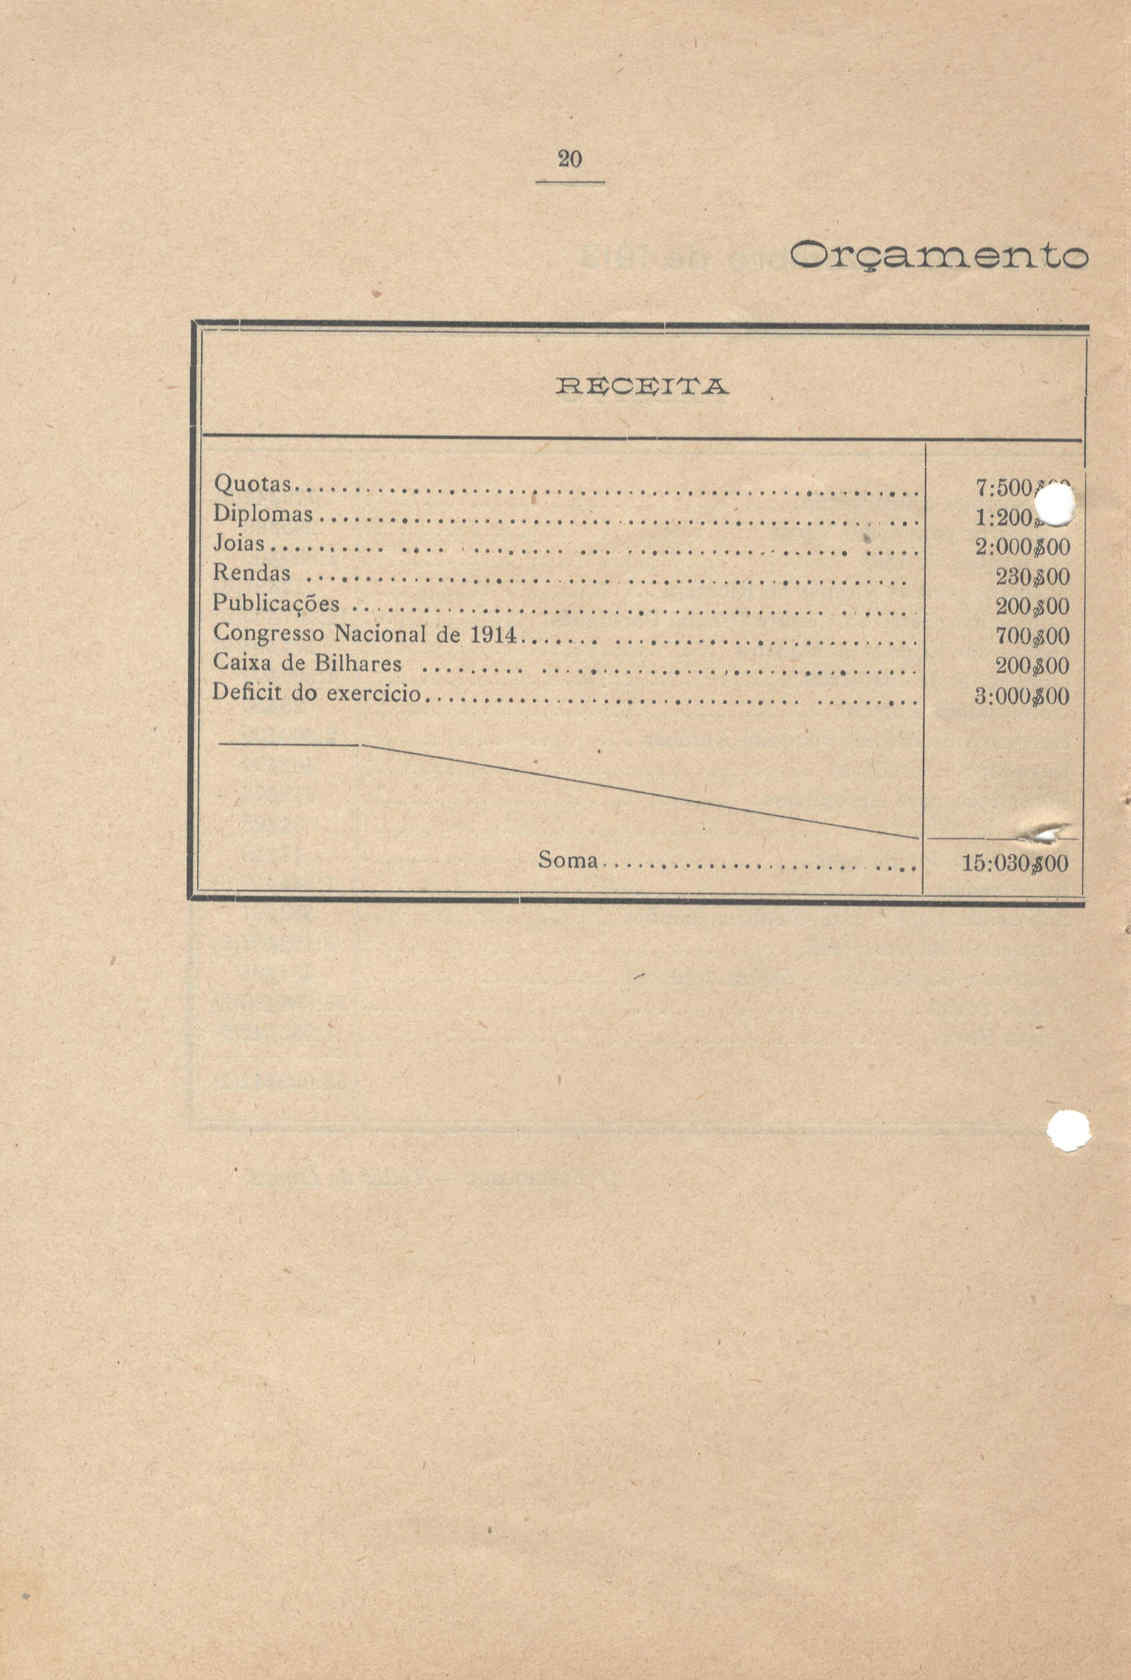 20
Orçamento
RECEITA
Quotas.................................................... 7:500$00
Diplomas.................................................. 1:200$
Joias..................................................... 2:000$00
Rendas ................................................... 230$00
Publicações .............................................. 200$00
Congresso Nacional de 1914................................ 700$00
Caixa de Bilhares ........................................ 200$00
Deficit do exercicio...................................... 3:000$00
Soma.......................... 15:030$00